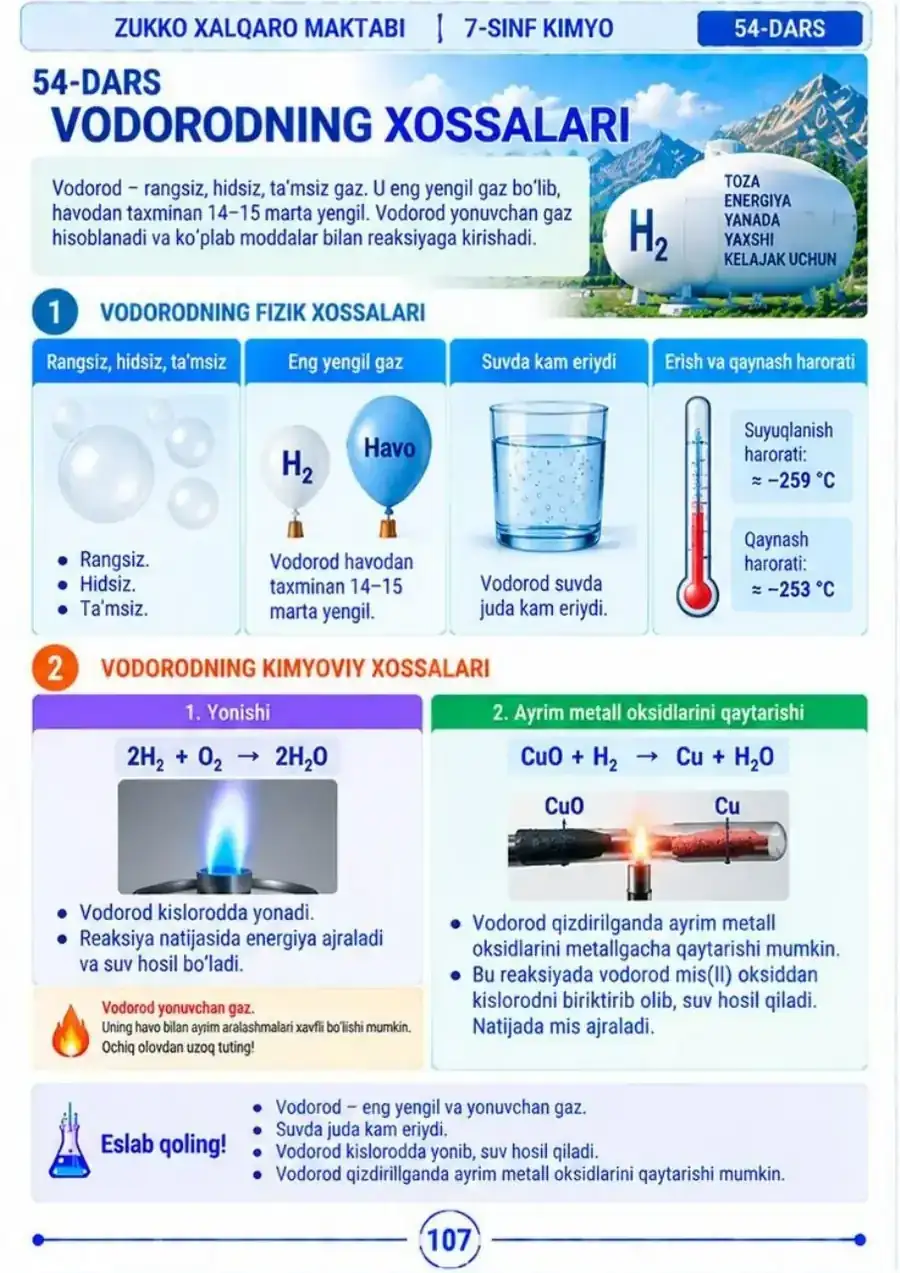 ZUKKO XALQARO MAKTABI | 7-SINF KIMYO
54-DARS
54-DARS
VODORODNING XOSSALARI
Vodorod – rangsiz, hidsiz, ta'msiz gaz. U eng yengil gaz bo'lib,
havodan taxminan 14–15 marta yengil. Vodorod yonuvchan gaz
hisoblanadi va ko'plab moddalar bilan reaksiyaga kirishadi.
H₂
TOZA
ENERGIYA
YANADA
YAXSHI
KELAJAK UCHUN
1 VODORODNING FIZIK XOSSALARI
Rangsiz, hidsiz, ta'msiz
• Rangsiz.
• Hidsiz.
• Ta'msiz.
Eng yengil gaz
H₂
Havo
Vodorod havodan
taxminan 14–15
marta yengil.
Suvda kam eriydi
Vodorod suvda
juda kam eriydi.
Erish va qaynash harorati
Suyuqlanish
harorati:
≈ −259 °C
Qaynash
harorati:
≈ −253 °C
2 VODORODNING KIMYOVIY XOSSALARI
1. Yonishi
2H₂ + O₂ → 2H₂O
• Vodorod kislorodda yonadi.
• Reaksiya natijasida energiya ajraladi
va suv hosil bo'ladi.
Vodorod yonuvchan gaz.
Uning havo bilan ayrim aralashmalari xavfli bo'lishi mumkin.
Ochiq olovdan uzoq tuting!
2. Ayrim metall oksidlarini qaytarishi
CuO + H₂ → Cu + H₂O
CuO
Cu
• Vodorod qizdirilganda ayrim metall
oksidlarini metallgacha qaytarishi mumkin.
• Bu reaksiyada vodorod mis(II) oksiddan
kislorodni biriktirib olib, suv hosil qiladi.
Natijada mis ajraladi.
Eslab qoling!
• Vodorod – eng yengil va yonuvchan gaz.
• Suvda juda kam eriydi.
• Vodorod kislorodda yonib, suv hosil qiladi.
• Vodorod qizdirillganda ayrim metall oksidlarini qaytarishi mumkin.
107